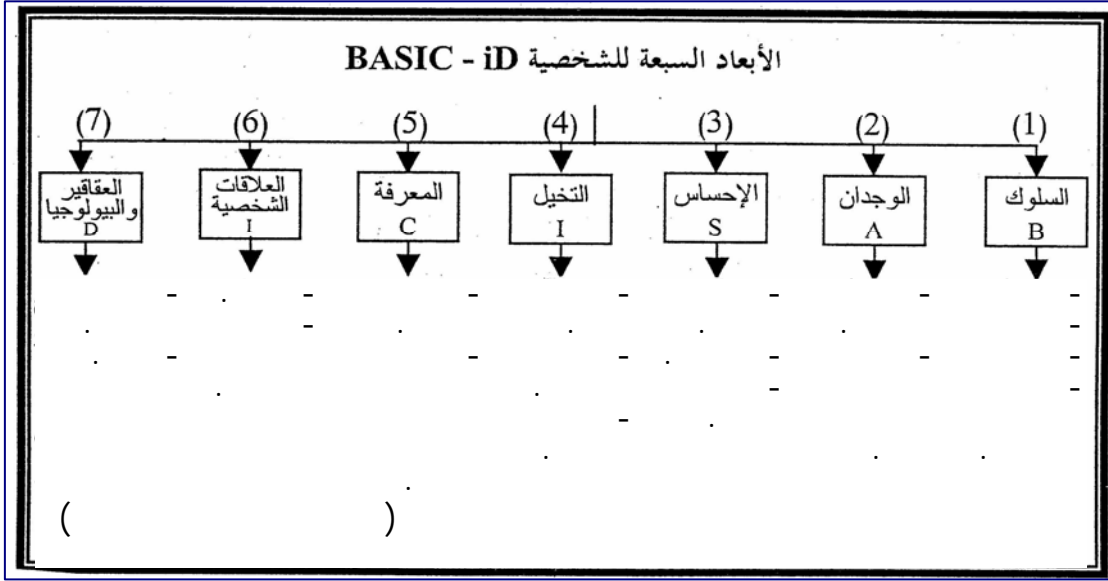 الأبعاد السبعة للشخصية BASIC - iD
(1) (2) (3) (4) (5) (6) (7)
السلوك
B
الوجدان
A
الإحساس
S
التخيل
I
المعرفة
C
العلاقات
الشخصية
I
العقاقير
والبيولوجيا
D
- - - - - . - . -
- . . . . - .
- - - . - - - .
- - . .
. -
. . .
.
( )